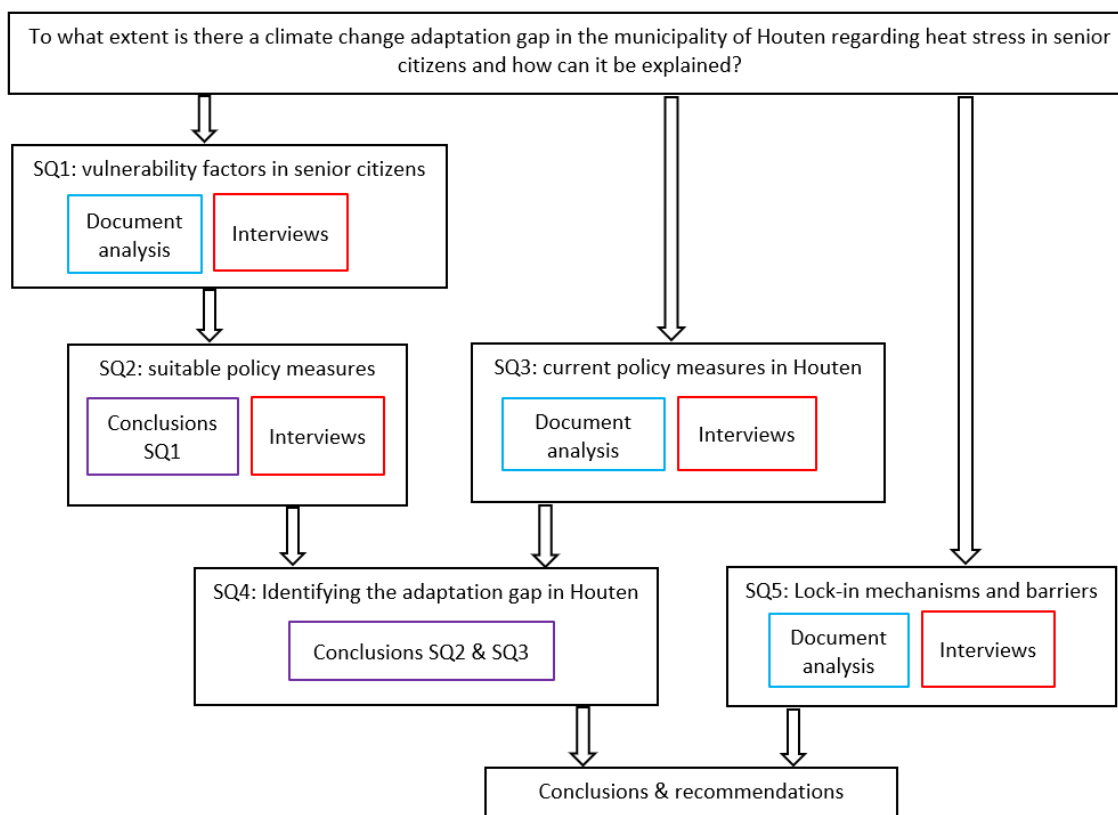 To what extent is there a climate change adaptation gap in the municipality of Houten regarding heat stress in senior
citizens and how can it be explained?
SQ1: vulnerability factors in senior citizens
Document
analysis
Interviews
SQ2: suitable policy measures
Conclusions
SQ1
Interviews
SQ3: current policy measures in Houten
Document
analysis
Interviews
SQ4: Identifying the adaptation gap in Houten
Conclusions SQ2 & SQ3
SQ5: Lock-in mechanisms and barriers
Document
analysis
Interviews
Conclusions & recommendations